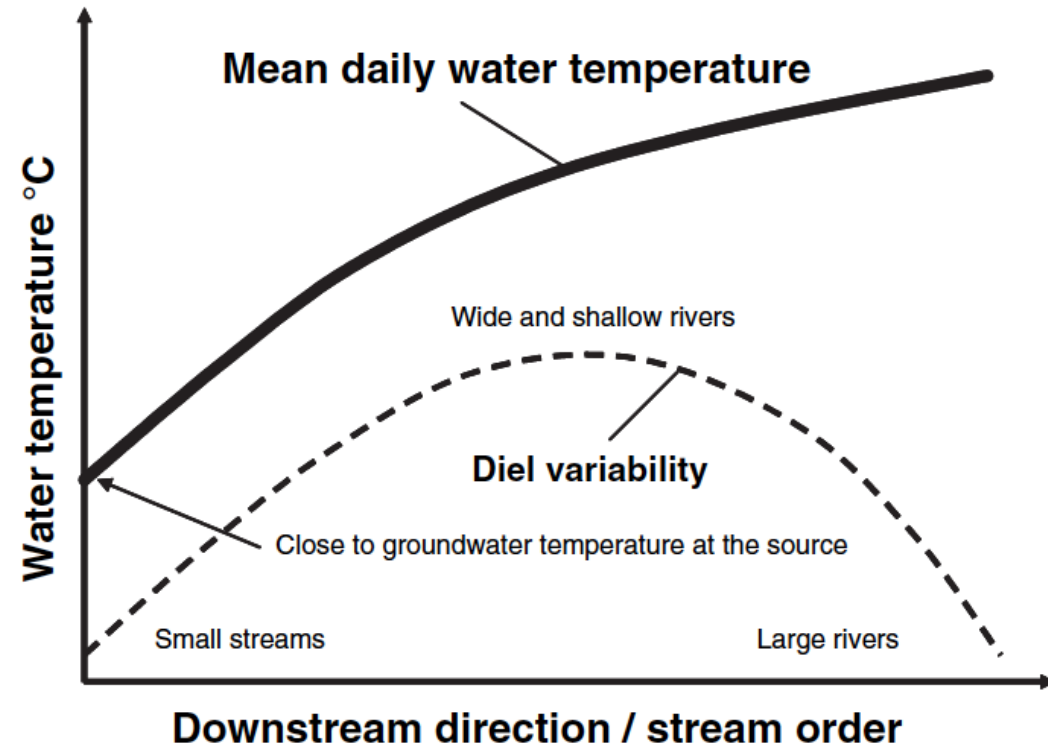 Mean daily water temperature
Water temperature °C
Wide and shallow rivers
Diel variability
Close to groundwater temperature at the source
Small streams
Large rivers
Downstream direction / stream order